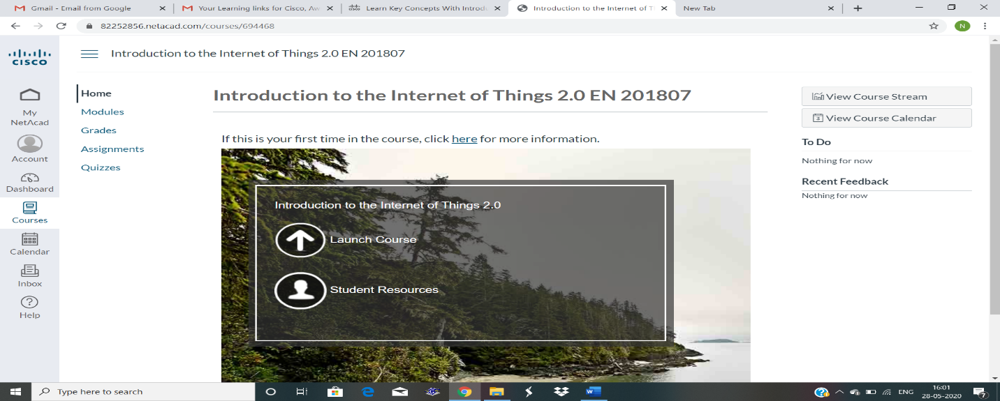 Gmail - Email from Google
Your Learning links for Cisco, Aw
Learn Key Concepts With Introdu
Introduction to the Internet of T
New Tab
82252856.netacad.com/courses/694468
N
CISCO
Introduction to the Internet of Things 2.0 EN 201807
My
NetAcad
Account
Dashboard
Courses
Calendar
Inbox
Help
Home
Modules
Grades
Assignments
Quizzes
Introduction to the Internet of Things 2.0 EN 201807
If this is your first time in the course, click here for more information.
Introduction to the Internet of Things 2.0
Launch Course
Student Resources
View Course Stream
View Course Calendar
To Do
Nothing for now
Recent Feedback
Nothing for now
Type here to search
ENG
16:01
28-05-2020
7